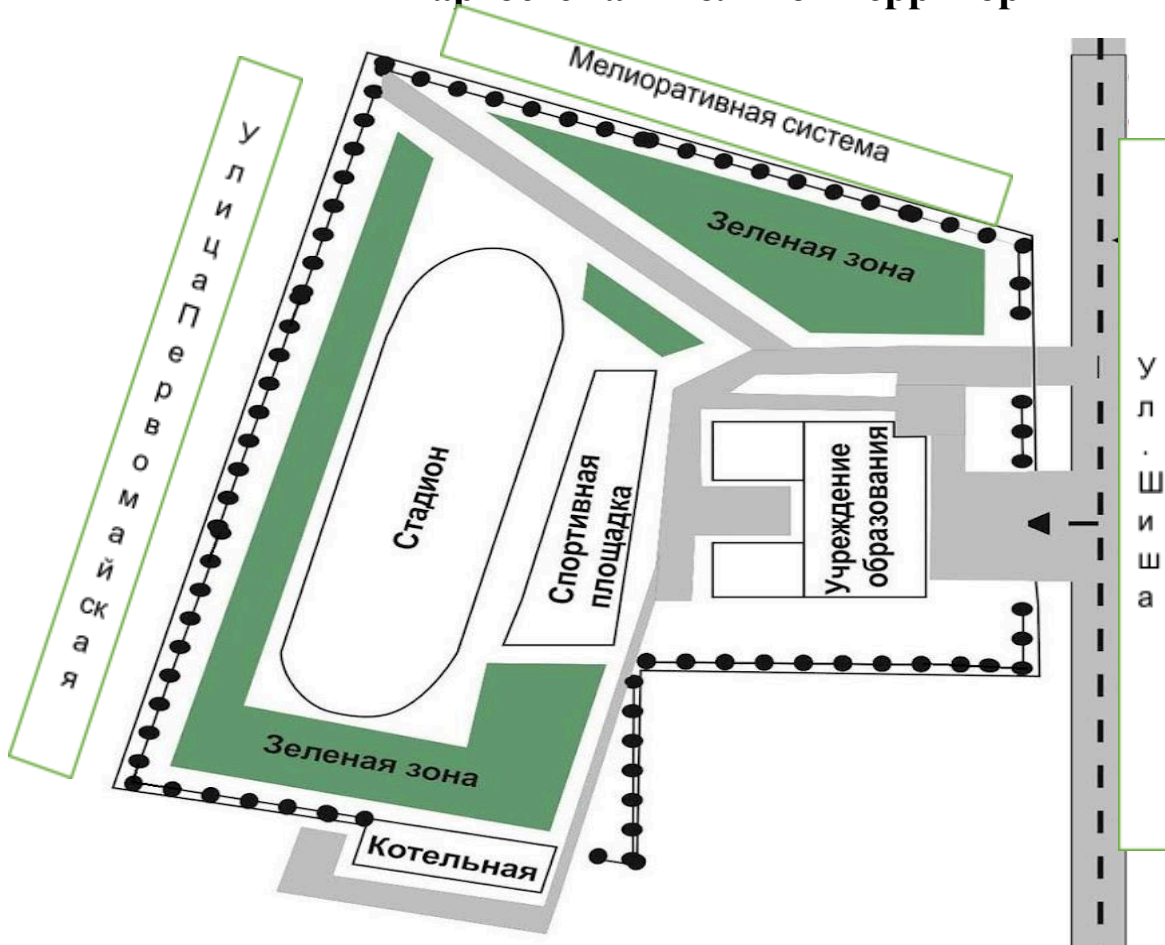 Мелиоративная система
Улица Первомайская
Зеленая зона
Стадион
Спортивная
площадка
Учреждение
образования
Ул. Шиша
Зеленая зона
Котельная